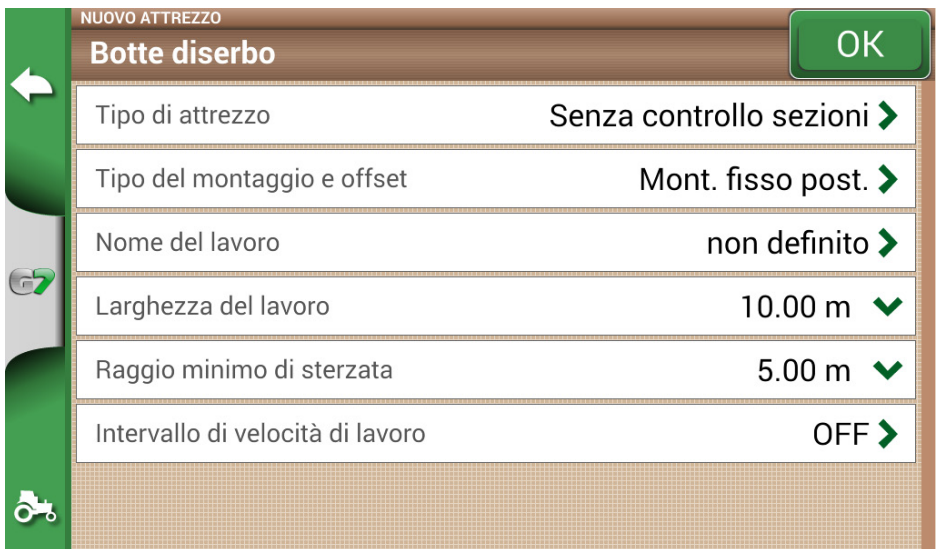 NUOVO ATTREZZO
Botte diserbo
OK
Tipo di attrezzo Senza controllo sezioni
Tipo del montaggio e offset Mont. fisso post.
Nome del lavoro non definito
Larghezza del lavoro 10.00 m
Raggio minimo di sterzata 5.00 m
Intervallo di velocità di lavoro OFF
G7